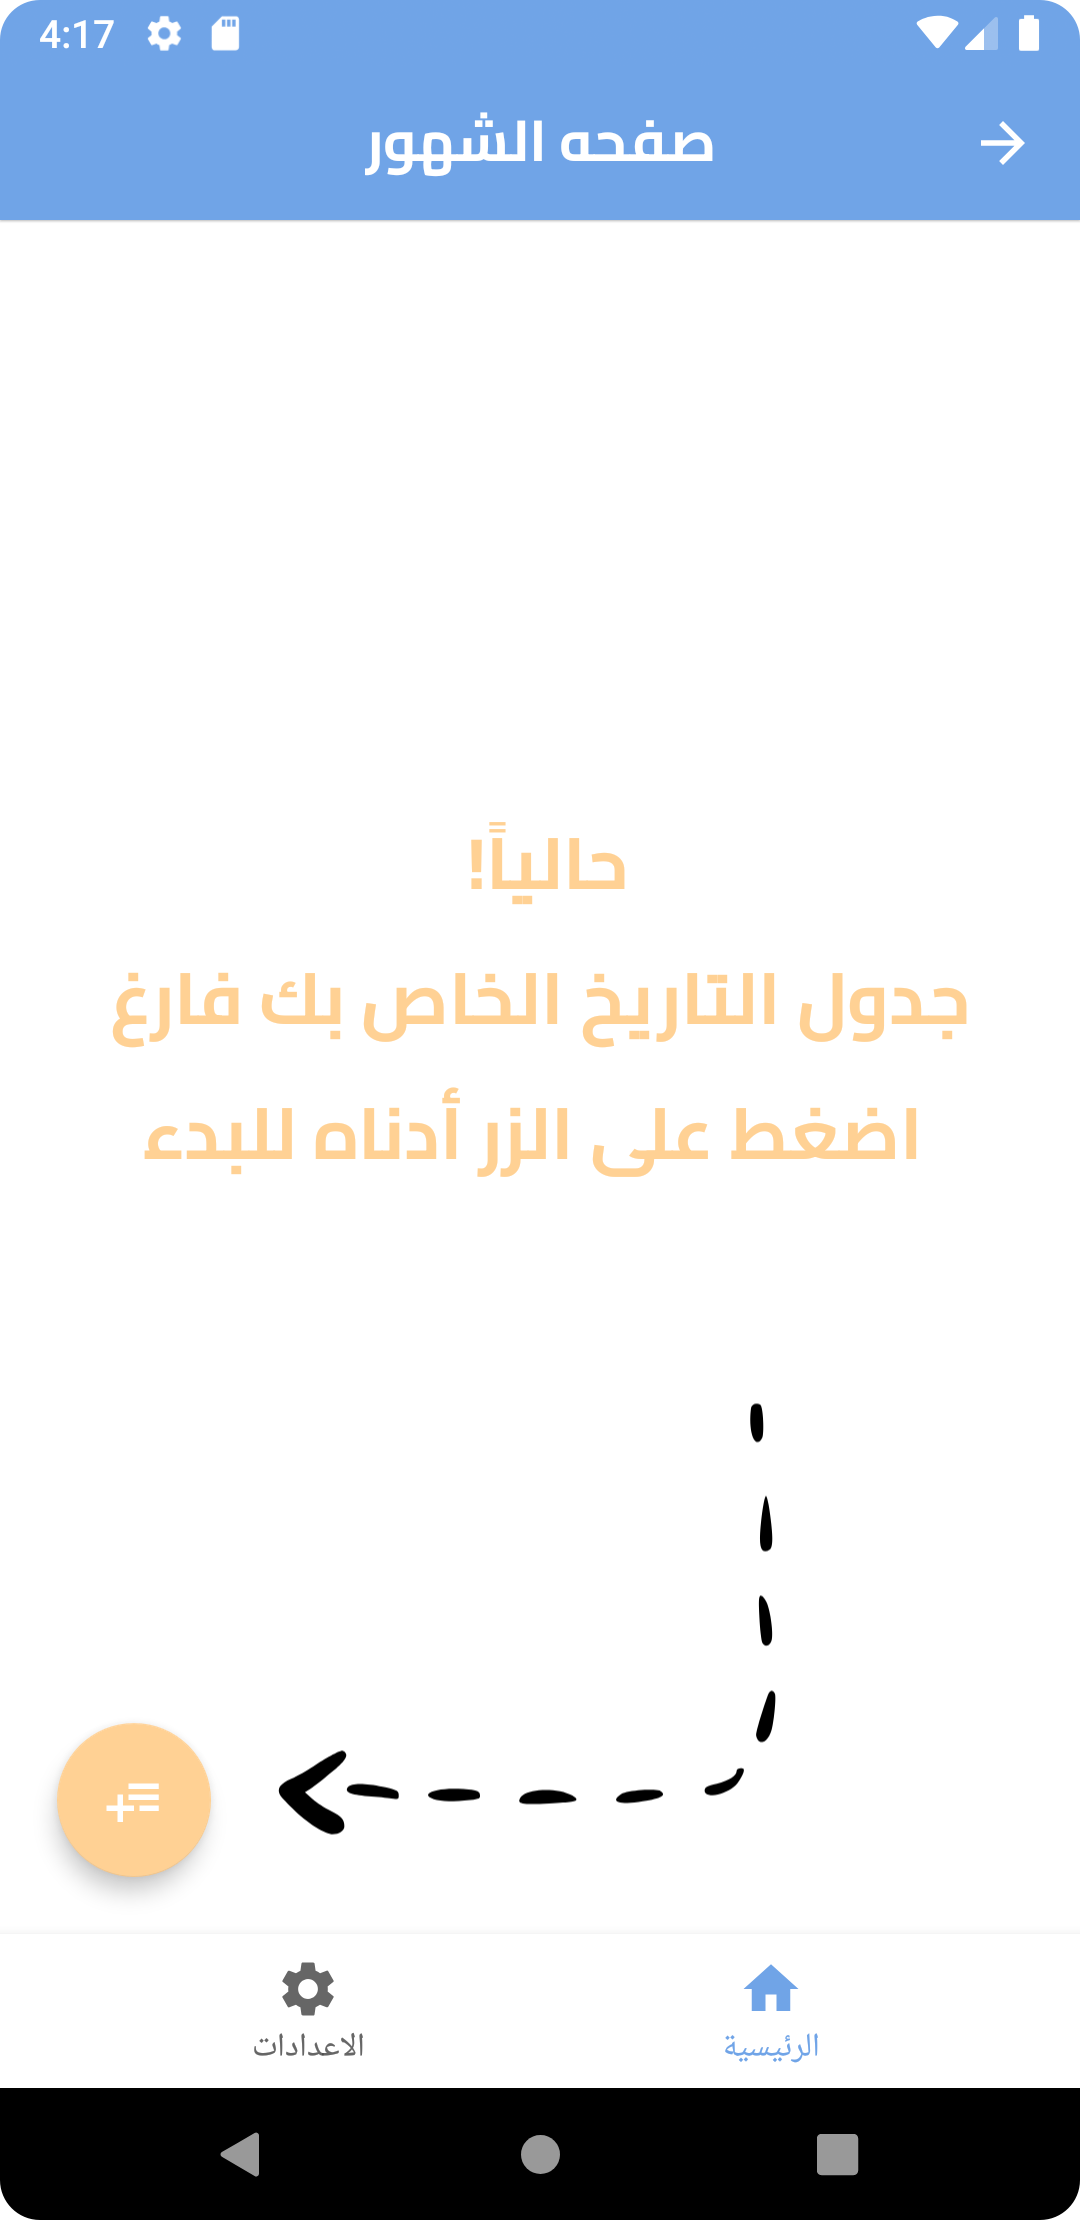 4:17
صفحه الشهور
حالياً!
جدول التاريخ الخاص بك فارغ
اضغط على الزر أدناه للبدء
الرئيسية
الاعدادات